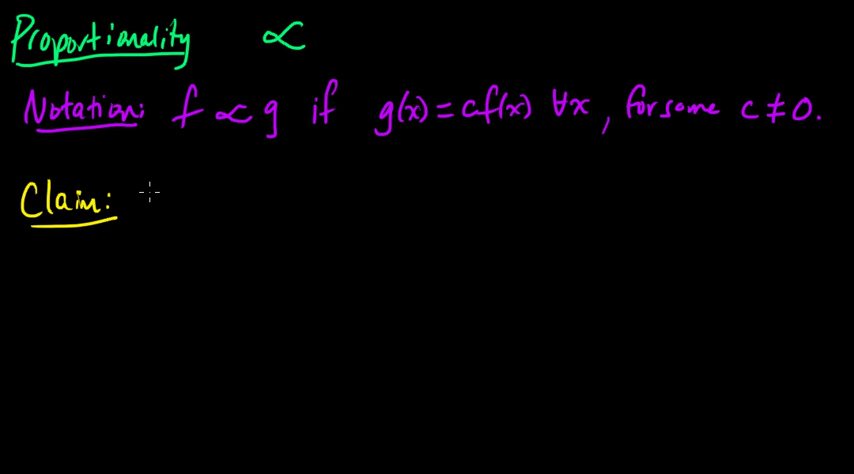 Proportionality ∝
Notation: f ∝ g if g(x) = cf(x) ∀x, for some c ≠ 0.
Claim: